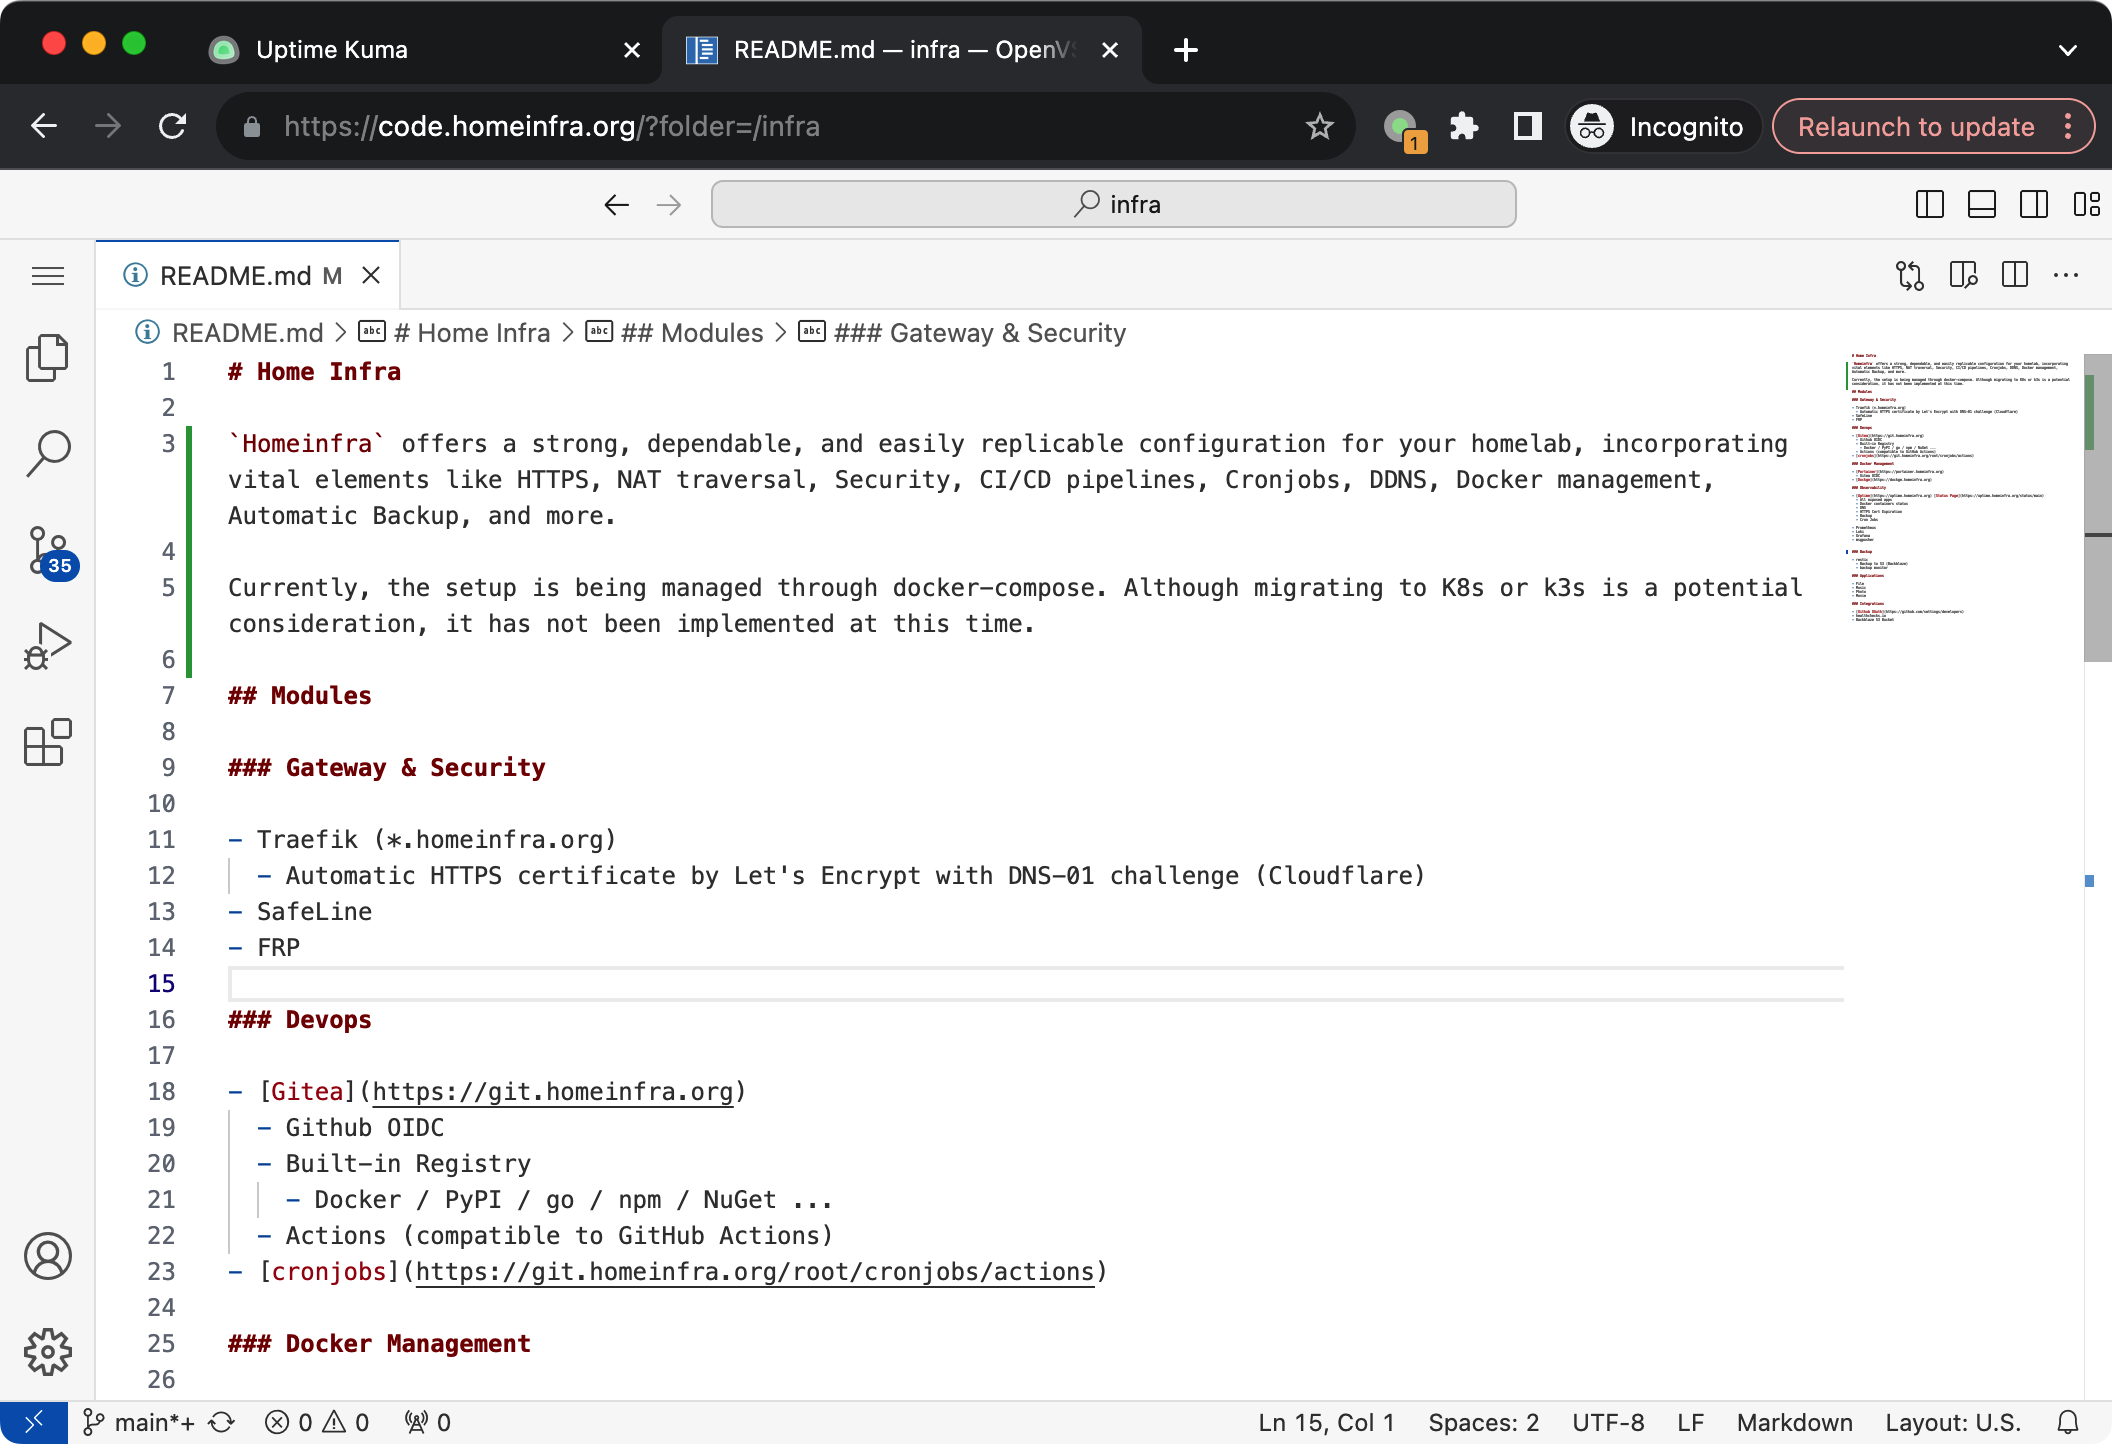 Uptime Kuma
README.md — infra — OpenVS
https://code.homeinfra.org/?folder=/infra
1
Incognito
Relaunch to update
infra
README.md M
README.md > # Home Infra > ## Modules > ### Gateway & Security
1 # Home Infra
2
3 `Homeinfra` offers a strong, dependable, and easily replicable configuration for your homelab, incorporating
vital elements like HTTPS, NAT traversal, Security, CI/CD pipelines, Cronjobs, DDNS, Docker management,
Automatic Backup, and more.
4
5 Currently, the setup is being managed through docker-compose. Although migrating to K8s or k3s is a potential
consideration, it has not been implemented at this time.
6
7 ## Modules
8
9 ### Gateway & Security
10
11 - Traefik (*.homeinfra.org)
12 - Automatic HTTPS certificate by Let's Encrypt with DNS-01 challenge (Cloudflare)
13 - SafeLine
14 - FRP
15
16 ### Devops
17
18 - [Gitea](https://git.homeinfra.org)
19 - Github OIDC
20 - Built-in Registry
21 - Docker / PyPI / go / npm / NuGet ...
22 - Actions (compatible to GitHub Actions)
23 - [cronjobs](https://git.homeinfra.org/root/cronjobs/actions)
24
25 ### Docker Management
26
35
main*+ 0 0 0
Ln 15, Col 1 Spaces: 2 UTF-8 LF Markdown Layout: U.S.